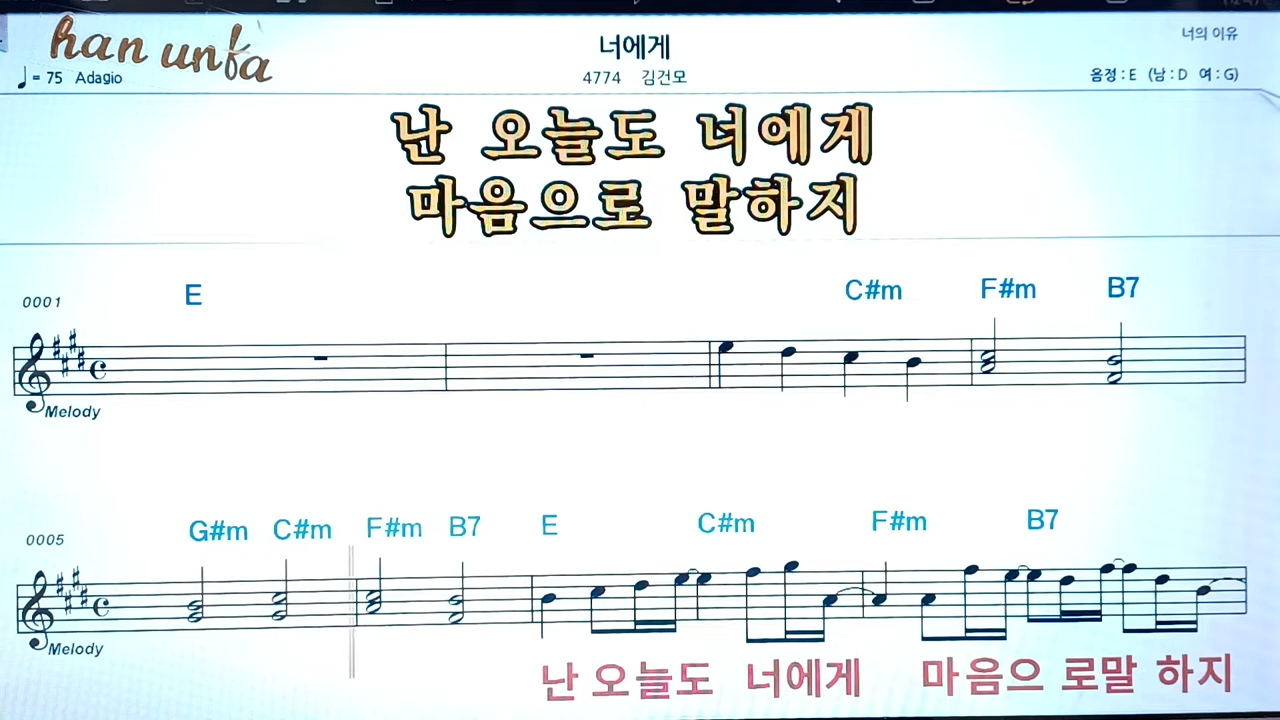 han unfa
너에게
너의 이유
♩= 75 Adagio
4774 김건모
음정 : E (남 : D 여 : G)
난 오늘도 너에게
마음으로 말하지
0001 E C#m F#m B7
Melody
0005 G#m C#m F#m B7 E C#m F#m B7
Melody
난 오늘도 너에게 마음으 로말 하지